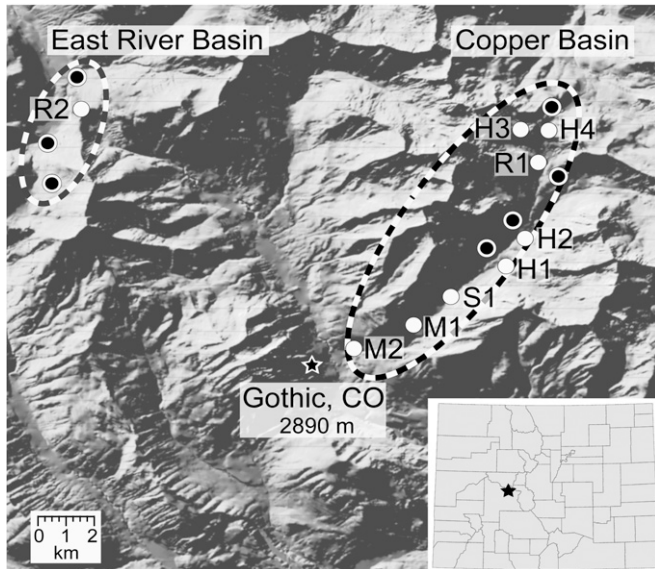 East River Basin
Copper Basin
R2
H3
H4
R1
H2
H1
S1
M1
M2
Gothic, CO
2890 m
0 1 2
km